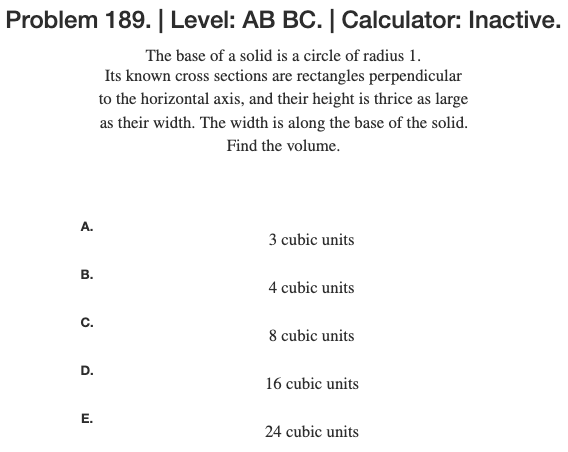 Problem 189. | Level: AB BC. | Calculator: Inactive.
The base of a solid is a circle of radius 1.
Its known cross sections are rectangles perpendicular
to the horizontal axis, and their height is thrice as large
as their width. The width is along the base of the solid.
Find the volume.
A.
3 cubic units
B.
4 cubic units
C.
8 cubic units
D.
16 cubic units
E.
24 cubic units